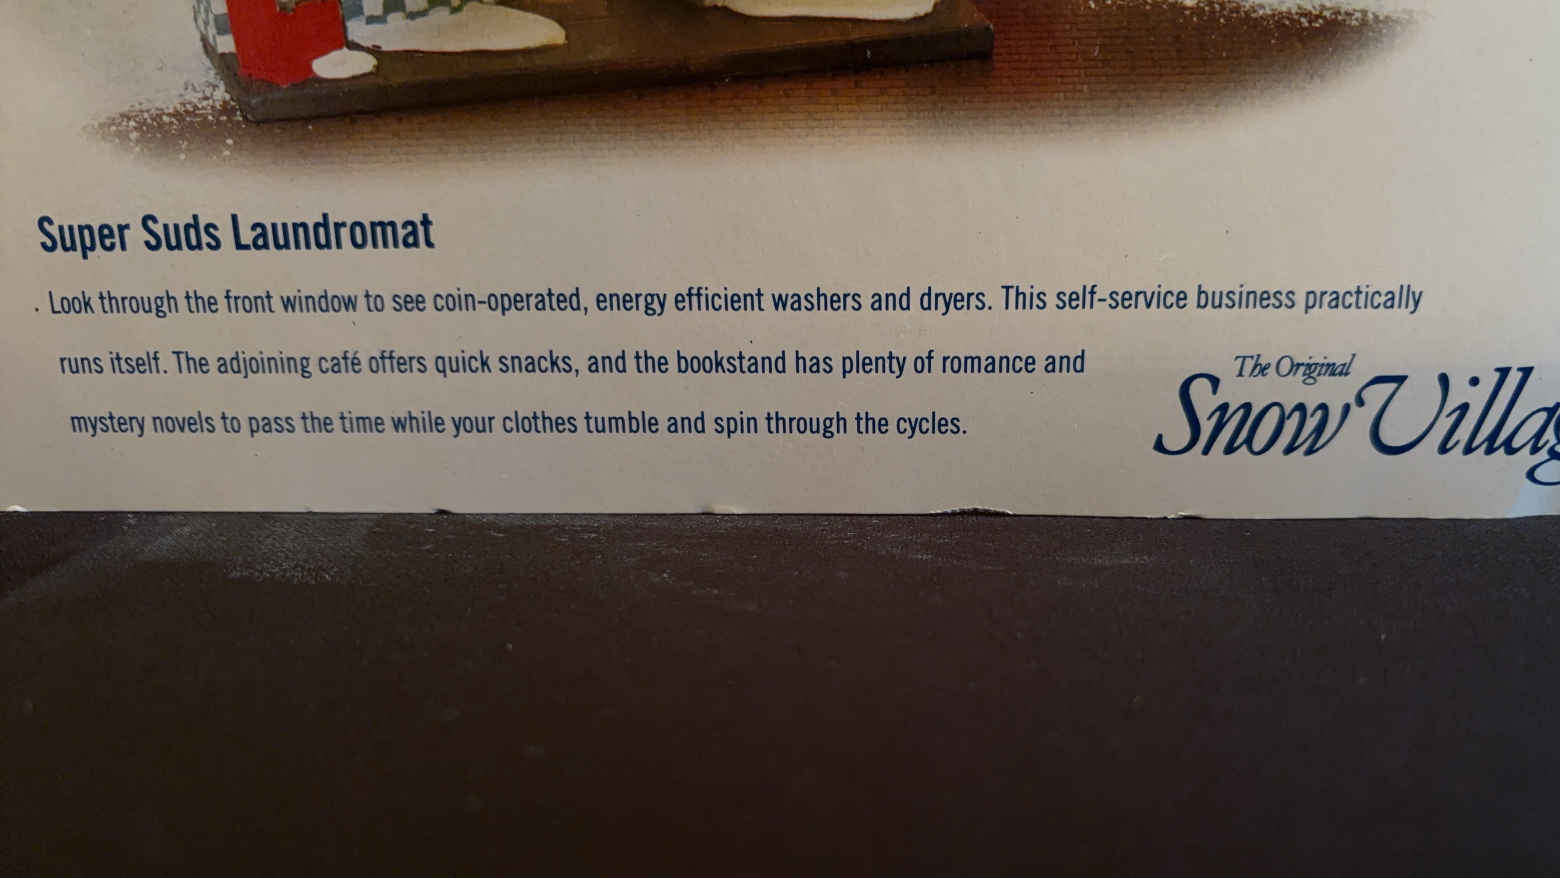 Super Suds Laundromat
Look through the front window to see coin-operated, energy efficient washers and dryers. This self-service business practically
runs itself. The adjoining café offers quick snacks, and the bookstand has plenty of romance and
mystery novels to pass the time while your clothes tumble and spin through the cycles.
The Original
Snow Villag